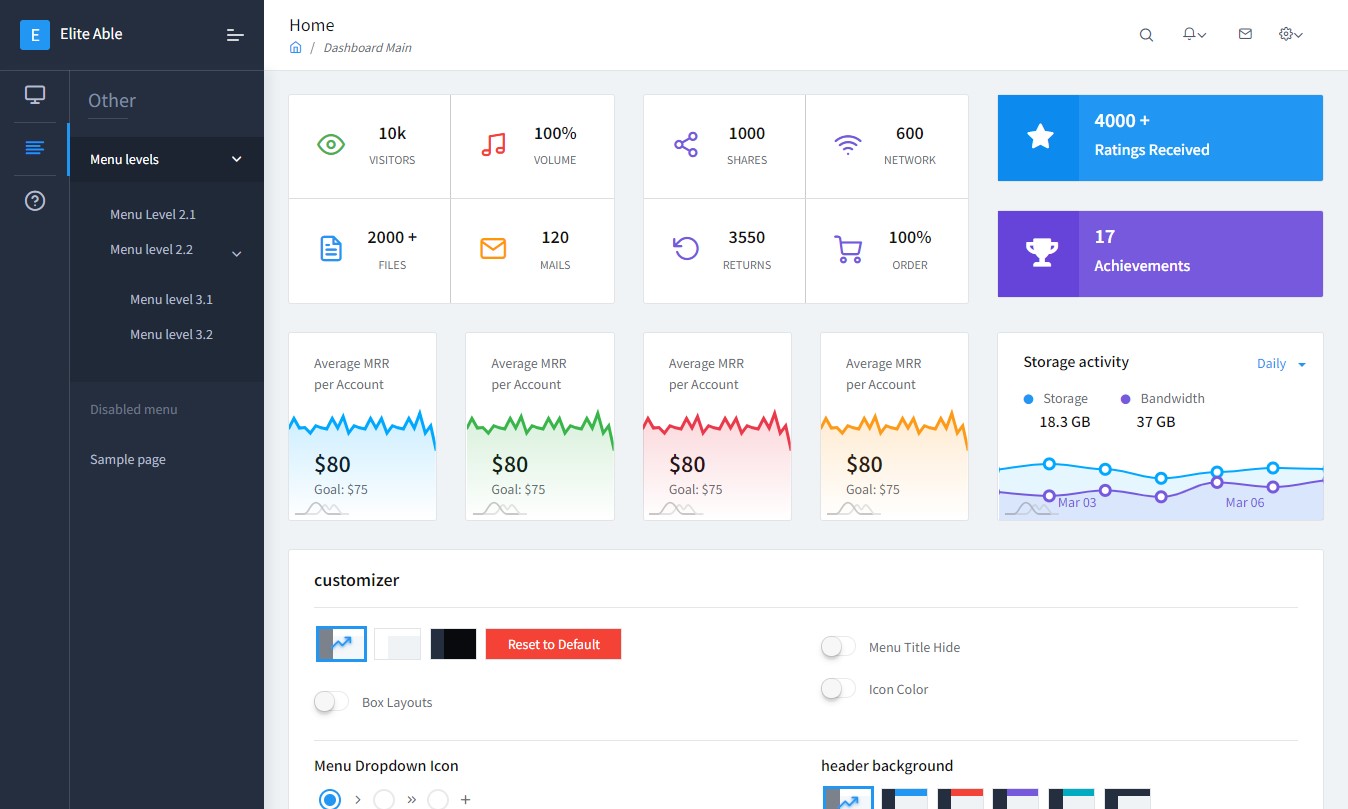 E Elite Able
Home
/ Dashboard Main
Other
Menu levels
Menu Level 2.1
Menu level 2.2
Menu level 3.1
Menu level 3.2
Disabled menu
Sample page
10k
VISITORS
100%
VOLUME
2000 +
FILES
120
MAILS
1000
SHARES
600
NETWORK
3550
RETURNS
100%
ORDER
4000 +
Ratings Received
17
Achievements
Average MRR
per Account
$80
Goal: $75
Average MRR
per Account
$80
Goal: $75
Average MRR
per Account
$80
Goal: $75
Average MRR
per Account
$80
Goal: $75
Storage activity
Daily
Storage
18.3 GB
Bandwidth
37 GB
Mar 03
Mar 06
customizer
Reset to Default
Box Layouts
Menu Title Hide
Icon Color
Menu Dropdown Icon
header background